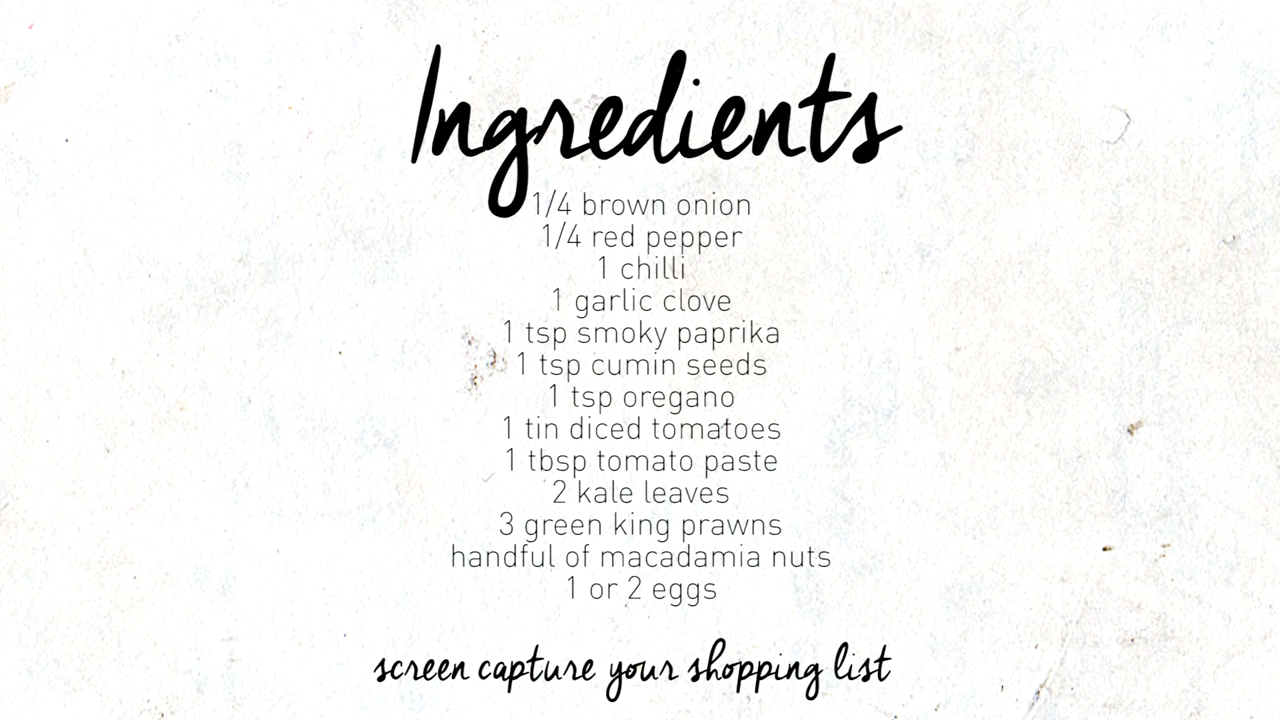 Ingredients
1/4 brown onion
1/4 red pepper
1 chilli
1 garlic clove
1 tsp smoky paprika
1 tsp cumin seeds
1 tsp oregano
1 tin diced tomatoes
1 tbsp tomato paste
2 kale leaves
3 green king prawns
handful of macadamia nuts
1 or 2 eggs
screen capture your shopping list